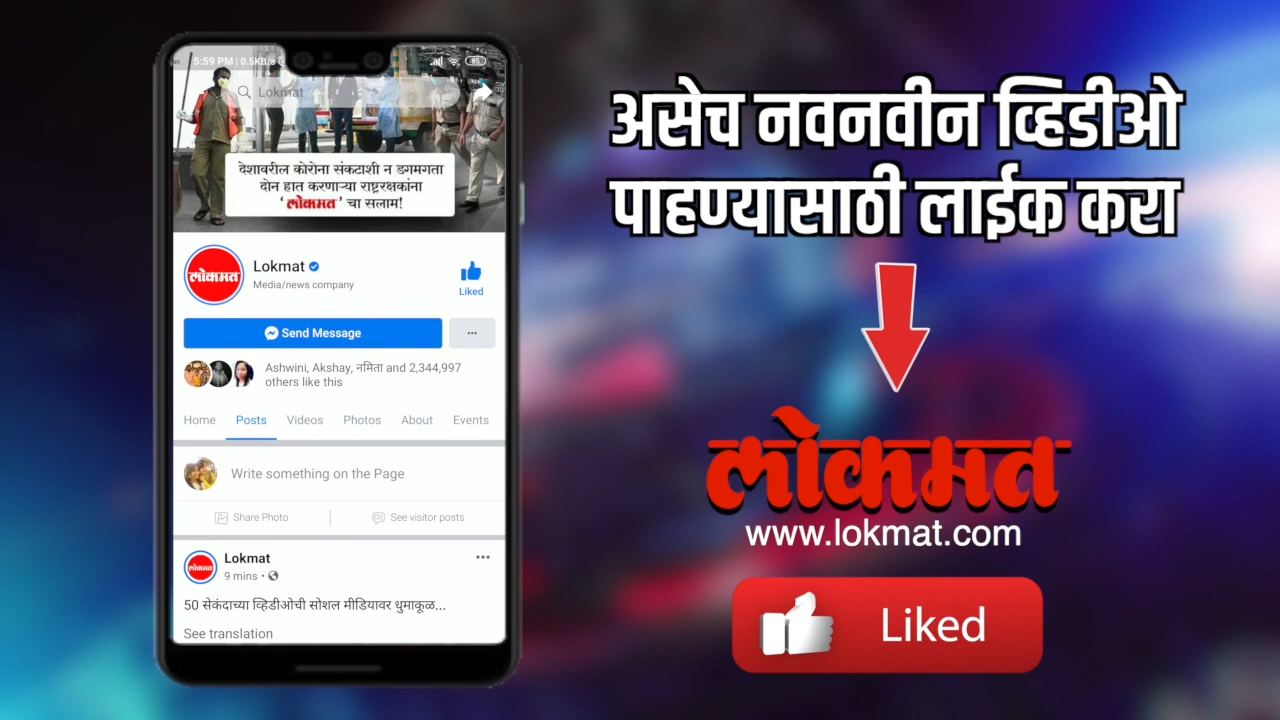 5:59 PM | 0.5KB/s
85
Lokmat
देशावरील कोरोना संकटाशी न डगमगता
दोन हात करणाऱ्या राष्ट्ररक्षकांना
'लोकमत' चा सलाम!
लोकमत
Lokmat
Media/news company
Liked
Send Message
Ashwini, Akshay, नमिता and 2,344,997
others like this
Home Posts Videos Photos About Events
Write something on the Page
Share Photo See visitor posts
लोकमत
Lokmat
9 mins
50 सेकंदाच्या व्हिडीओची सोशल मीडियावर धुमाकूळ...
See translation
असेच नवनवीन व्हिडीओ
पाहण्यासाठी लाईक करा
लोकमत
www.lokmat.com
Liked